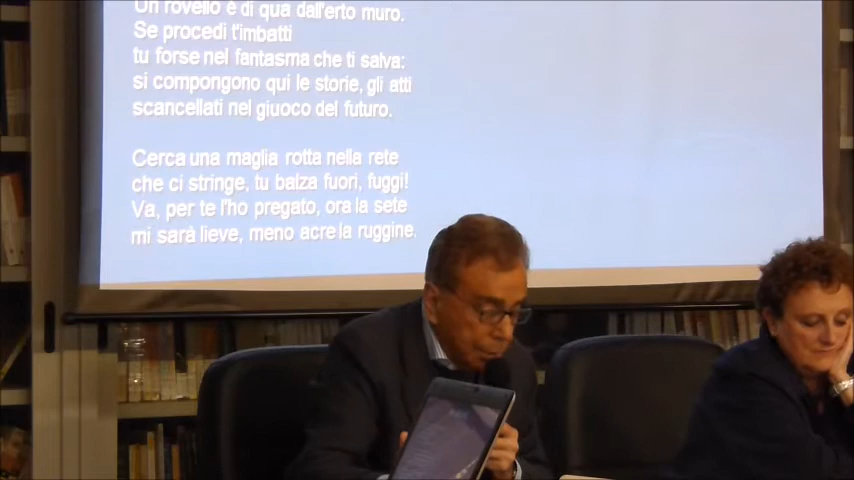 Un rovello è di qua dall'erto muro.
Se procedi t'imbatti
tu forse nel fantasma che ti salva:
si compongono qui le storie, gli atti
scancellati nel giuoco del futuro.
Cerca una maglia rotta nella rete
che ci stringe, tu balza fuori, fuggi!
Va, per te l'ho pregato, ora la sete
mi sarà lieve, meno acre la ruggine.